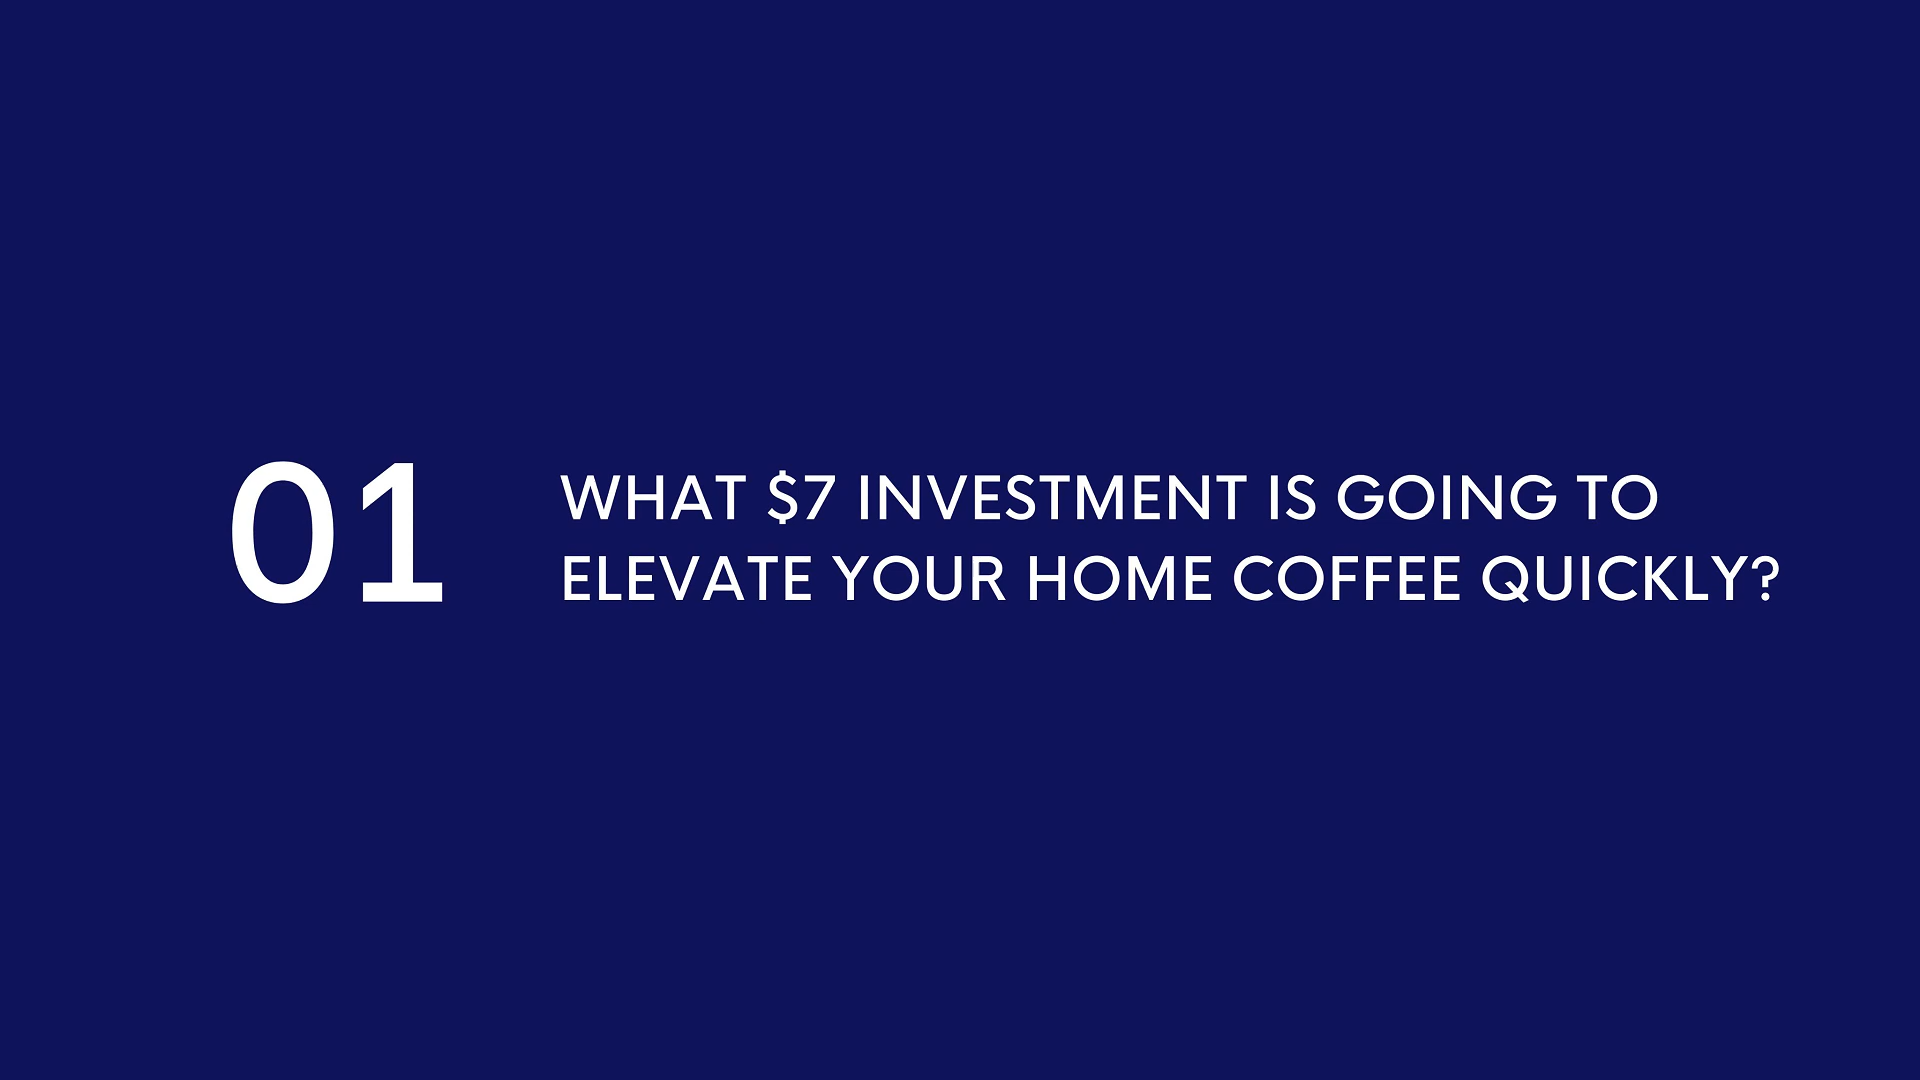 01
WHAT $7 INVESTMENT IS GOING TO
ELEVATE YOUR HOME COFFEE QUICKLY?